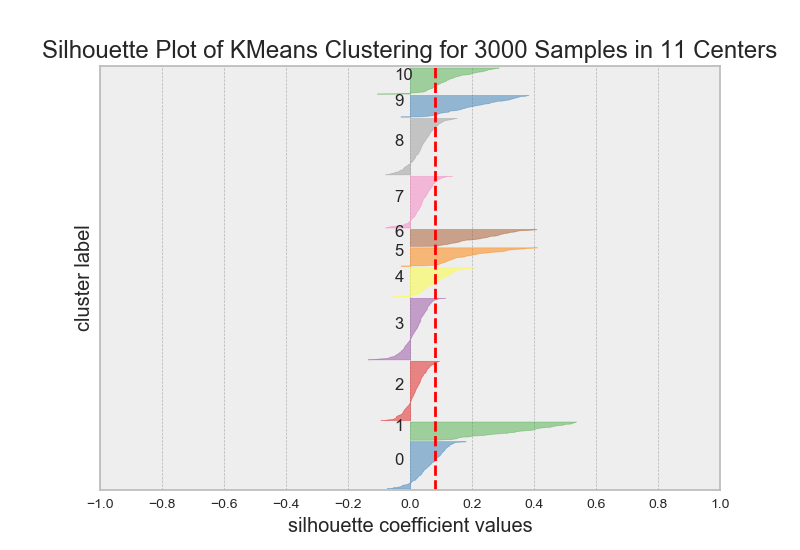 Silhouette Plot of KMeans Clustering for 3000 Samples in 11 Centers
10
9
8
7
6
5
4
3
2
1
0
cluster label
−1.0 −0.8 −0.6 −0.4 −0.2 0.0 0.2 0.4 0.6 0.8 1.0
silhouette coefficient values